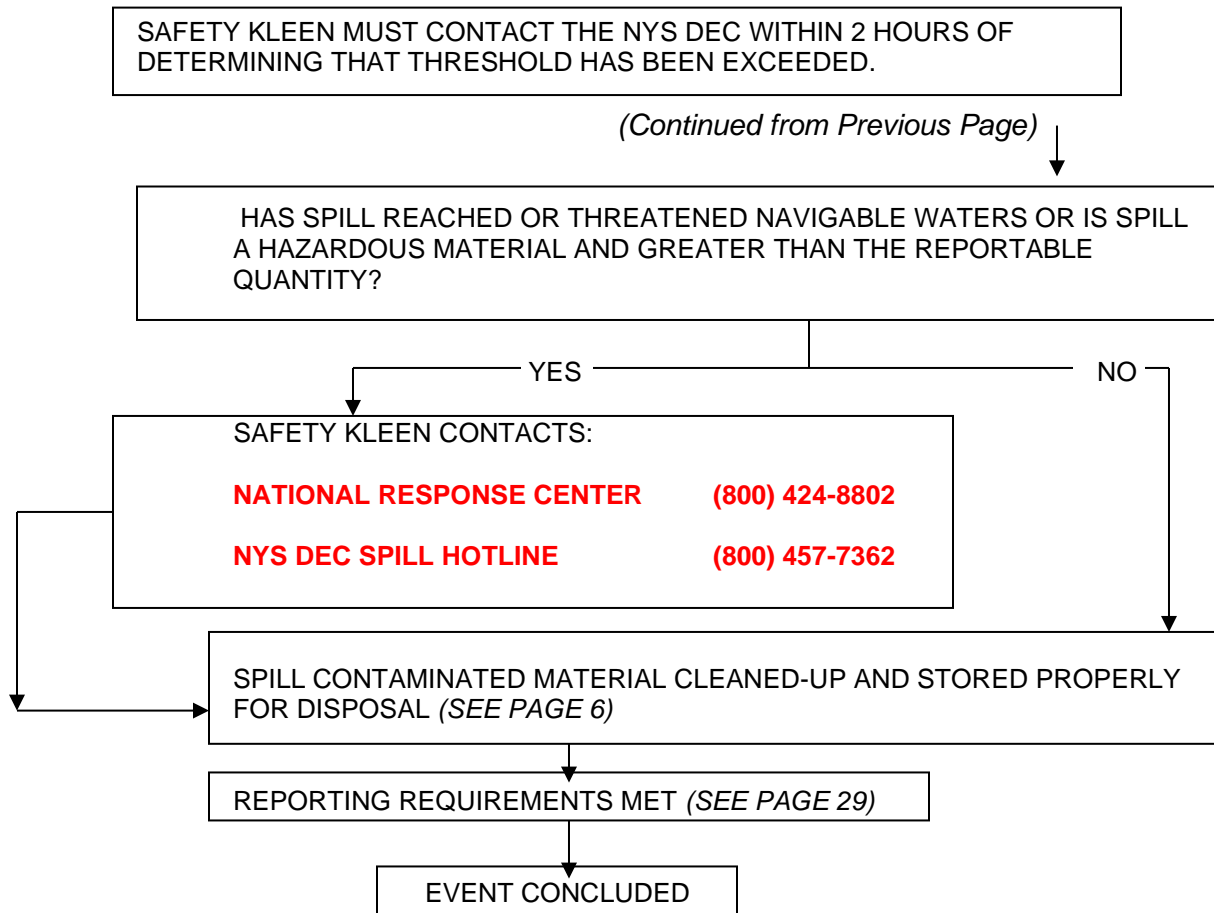 SAFETY KLEEN MUST CONTACT THE NYS DEC WITHIN 2 HOURS OF
DETERMINING THAT THRESHOLD HAS BEEN EXCEEDED.
(Continued from Previous Page)
HAS SPILL REACHED OR THREATENED NAVIGABLE WATERS OR IS SPILL
A HAZARDOUS MATERIAL AND GREATER THAN THE REPORTABLE
QUANTITY?
YES NO
SAFETY KLEEN CONTACTS:
NATIONAL RESPONSE CENTER (800) 424-8802
NYS DEC SPILL HOTLINE (800) 457-7362
SPILL CONTAMINATED MATERIAL CLEANED-UP AND STORED PROPERLY
FOR DISPOSAL (SEE PAGE 6)
REPORTING REQUIREMENTS MET (SEE PAGE 29)
EVENT CONCLUDED